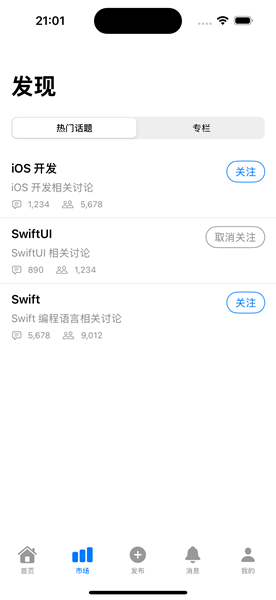 21:01
发现
热门话题 专栏
iOS 开发 关注
iOS 开发相关讨论
1,234 5,678
SwiftUI 取消关注
SwiftUI 相关讨论
890 1,234
Swift 关注
Swift 编程语言相关讨论
5,678 9,012
首页 市场 发布 消息 我的